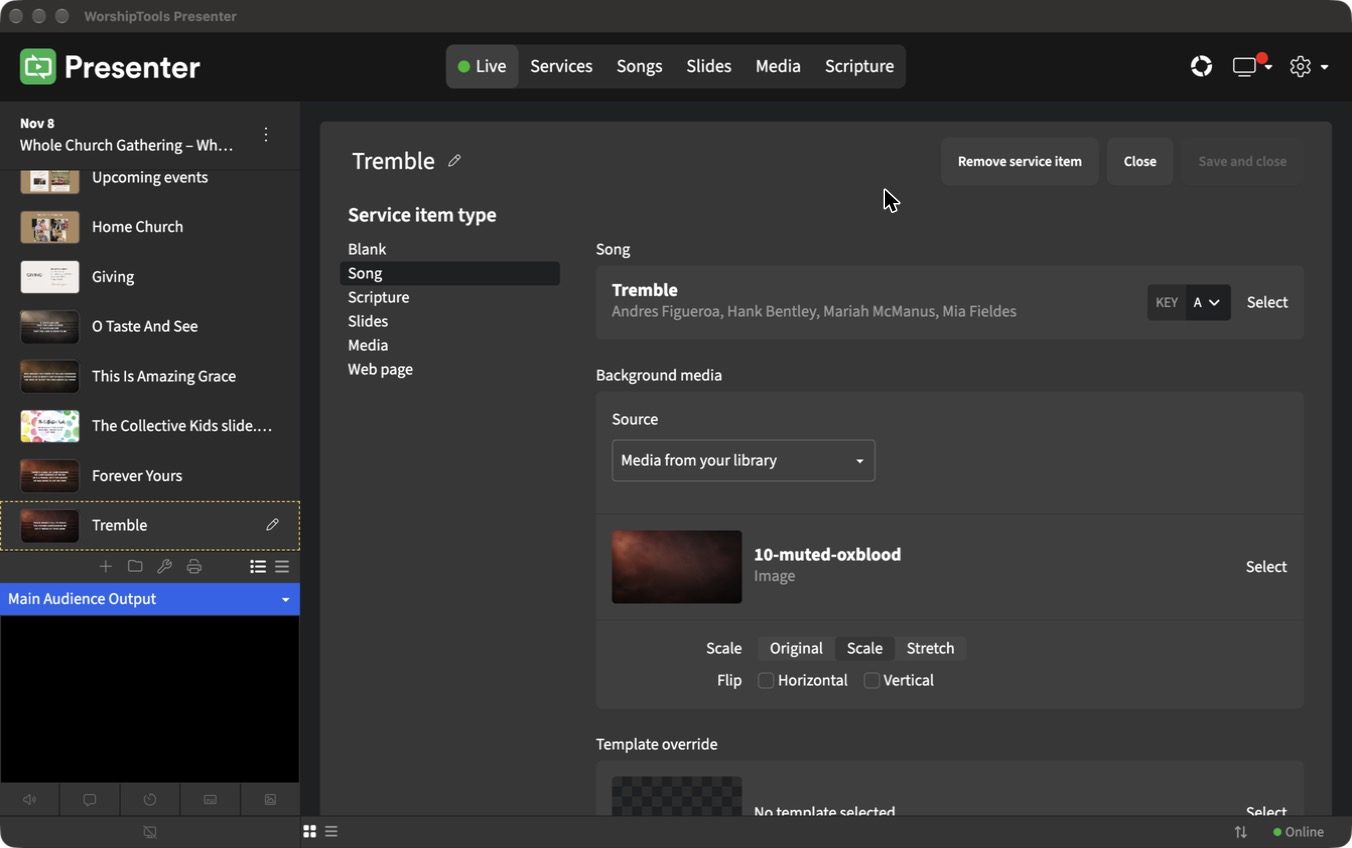 WorshipTools Presenter
Presenter
Live Services Songs Slides Media Scripture
Nov 8
Whole Church Gathering – Wh...
Upcoming events
Home Church
Giving
O Taste And See
This Is Amazing Grace
The Collective Kids slide....
Forever Yours
Tremble
Main Audience Output
Tremble
Remove service item
Close
Save and close
Service item type
Blank
Song
Scripture
Slides
Media
Web page
Song
Tremble
Andres Figueroa, Hank Bentley, Mariah McManus, Mia Fieldes
KEY A Select
Background media
Source
Media from your library
10-muted-oxblood
Image
Select
Scale Original Scale Stretch
Flip Horizontal Vertical
Template override
No template selected
Select
Online